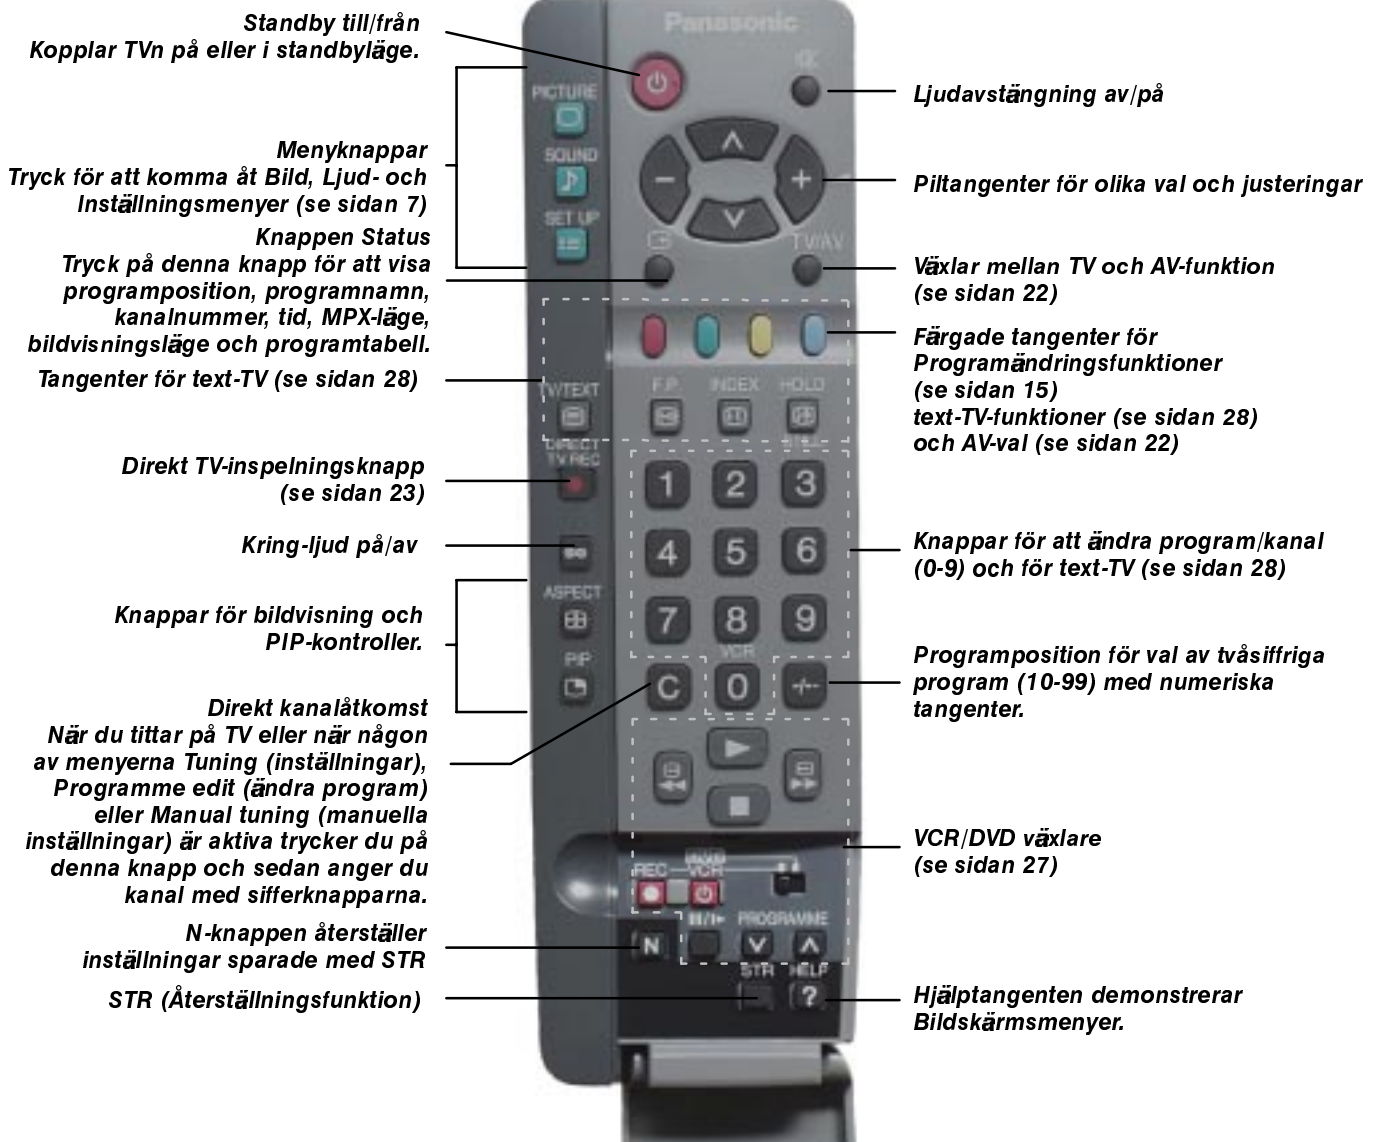 Standby till/från
Kopplar TVn på eller i standbyläge.
Menyknappar
Tryck för att komma åt Bild, Ljud- och
Inställningsmenyer (se sidan 7)
Knappen Status
Tryck på denna knapp för att visa
programposition, programnamn,
kanalnummer, tid, MPX-läge,
bildvisningsläge och programtabell.
Tangenter för text-TV (se sidan 28)
Direkt TV-inspelningsknapp
(se sidan 23)
Kring-ljud på/av
Knappar för bildvisning och
PIP-kontroller.
Direkt kanalåtkomst
När du tittar på TV eller när någon
av menyerna Tuning (inställningar),
Programme edit (ändra program)
eller Manual tuning (manuella
inställningar) är aktiva trycker du på
denna knapp och sedan anger du
kanal med sifferknapparna.
N-knappen återställer
inställningar sparade med STR
STR (Återställningsfunktion)
Panasonic
PICTURE
SOUND
SET UP
TV/AV
TV/TEXT
F.P.
INDEX
HOLD
DIRECT
TV REC
1 2 3
4 5 6
ASPECT
7 8 9
VCR
PIP
C 0 -/--
REC VCR
PROGRAMME
N
STR HELP
?
Ljudavstängning av/på
Piltangenter för olika val och justeringar
Växlar mellan TV och AV-funktion
(se sidan 22)
Färgade tangenter för
Programändringsfunktioner
(se sidan 15)
text-TV-funktioner (se sidan 28)
och AV-val (se sidan 22)
Knappar för att ändra program/kanal
(0-9) och för text-TV (se sidan 28)
Programposition för val av tvåsiffriga
program (10-99) med numeriska
tangenter.
VCR/DVD växlare
(se sidan 27)
Hjälptangenten demonstrerar
Bildskärmsmenyer.